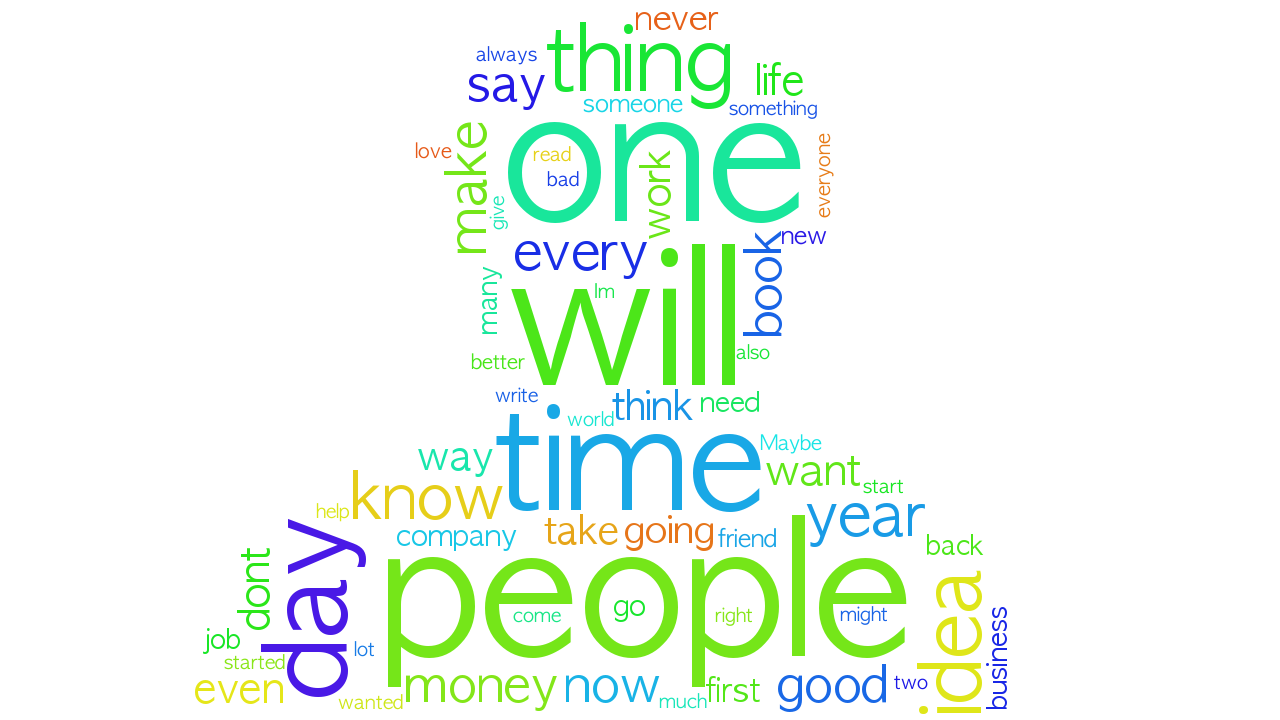 never
thing
always
say
life
someone
something
one
make
love
read
bad
work
everyone
give
new
every
book
many
Im
will
also
better
write
think
need
world
time
Maybe
way
want
know
start
help
year
company
take
going
friend
back
dont
day
people
idea
come
go
right
might
business
job
lot
started
even
money
now
first
good
two
wanted
much